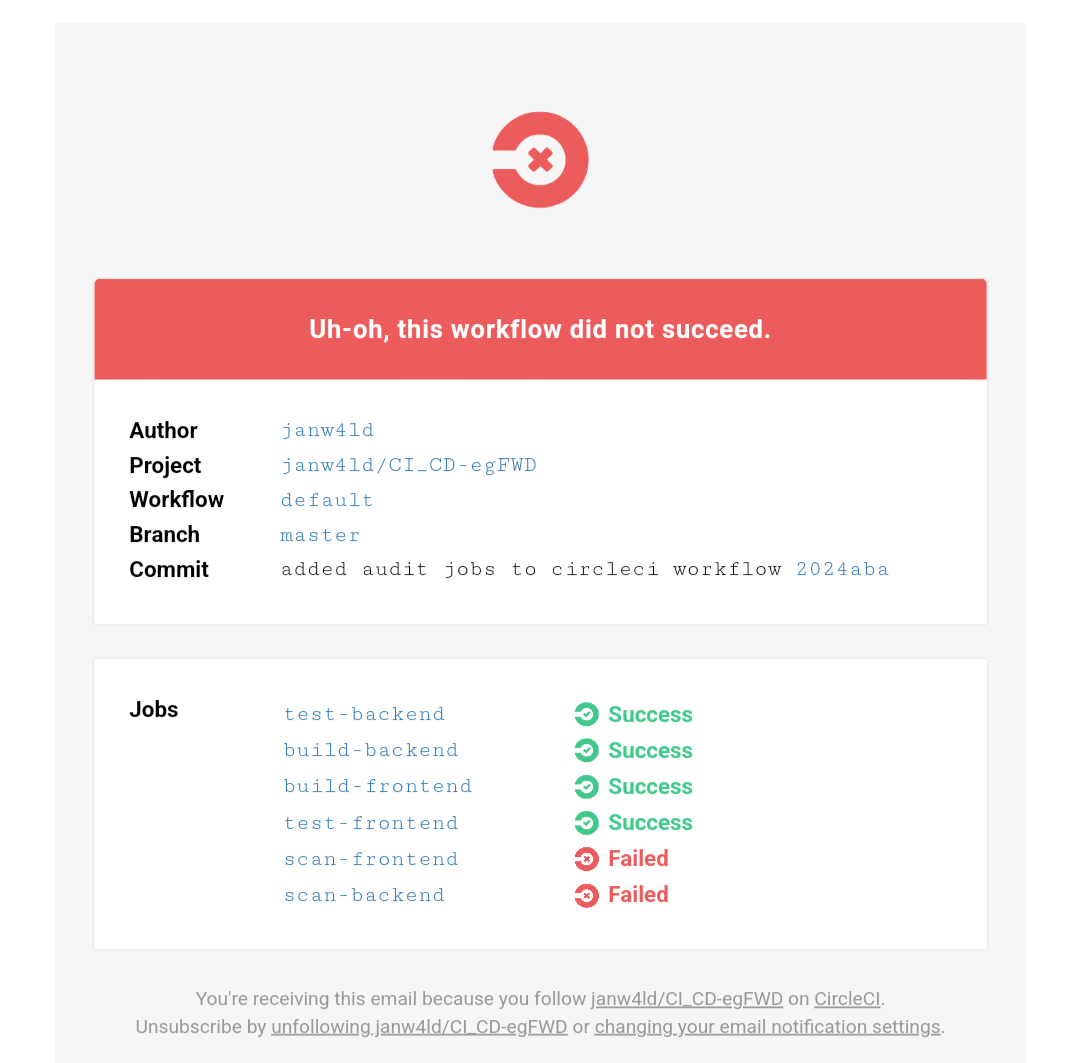 Uh-oh, this workflow did not succeed.
Author janw4ld
Project janw4ld/CI_CD-egFWD
Workflow default
Branch master
Commit added audit jobs to circleci workflow 2024aba
Jobs test-backend Success
build-backend Success
build-frontend Success
test-frontend Success
scan-frontend Failed
scan-backend Failed
You're receiving this email because you follow janw4ld/CI_CD-egFWD on CircleCI.
Unsubscribe by unfollowing janw4ld/CI_CD-egFWD or changing your email notification settings.